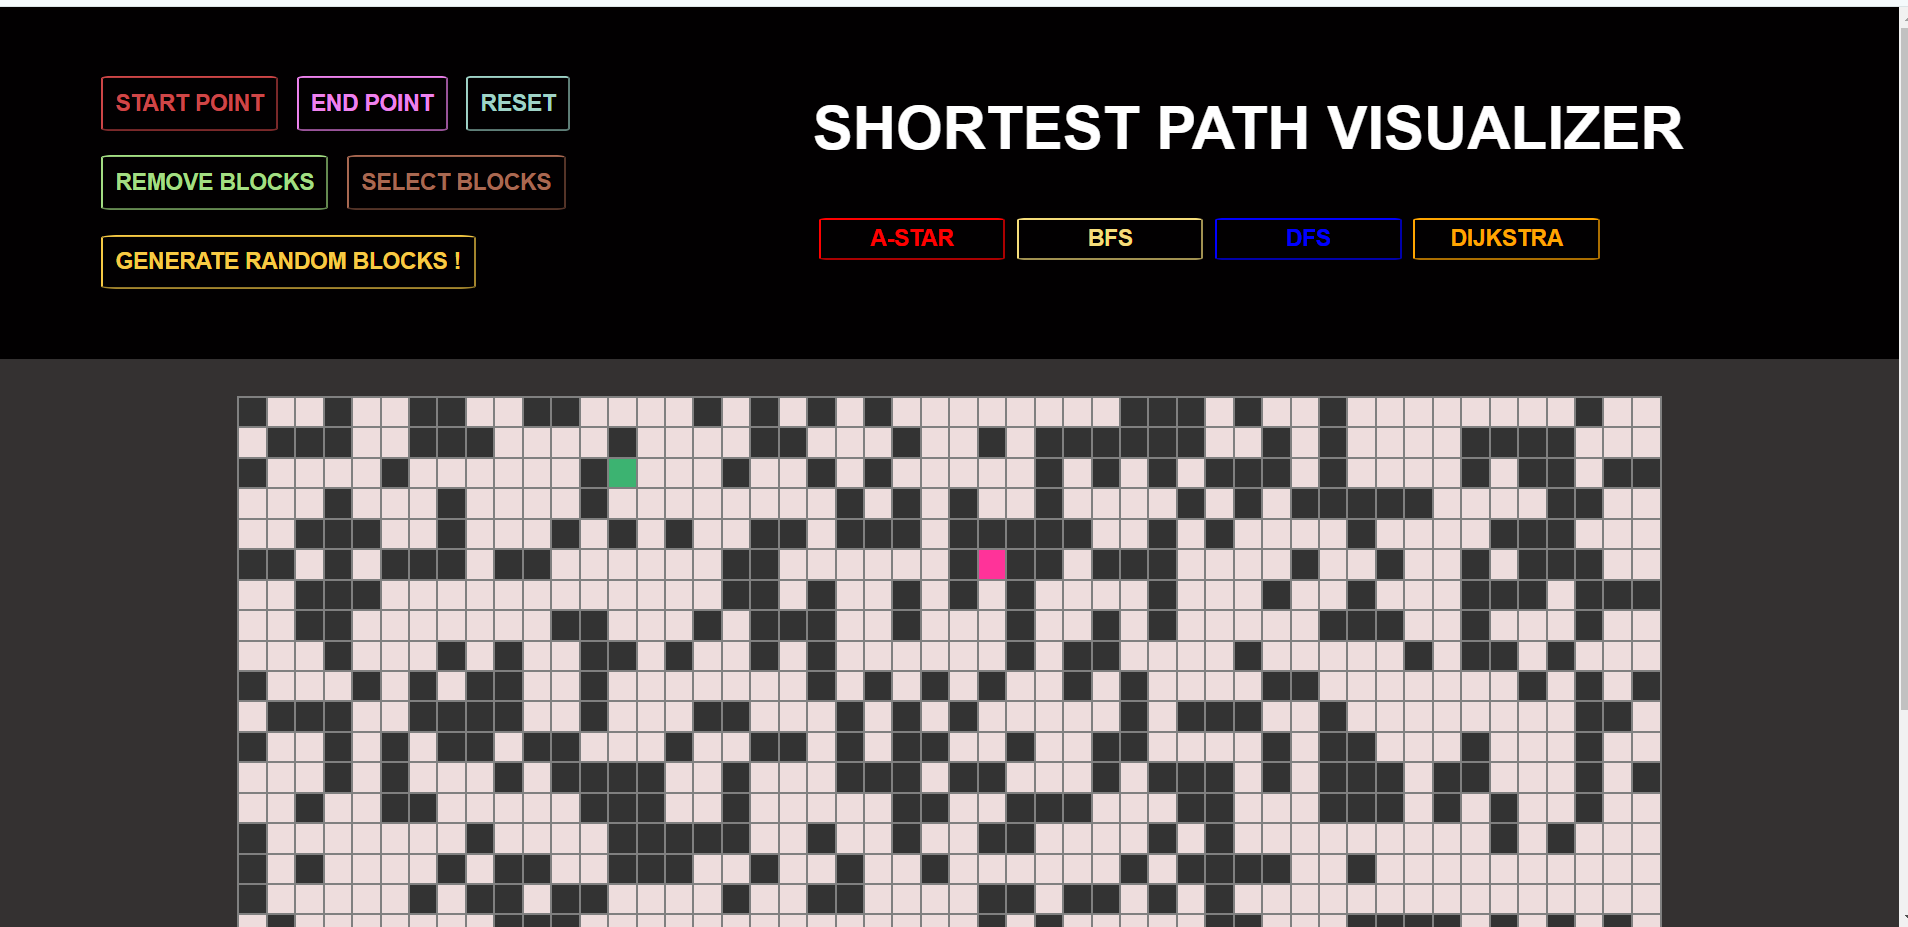 START POINT END POINT RESET
REMOVE BLOCKS SELECT BLOCKS
GENERATE RANDOM BLOCKS !
SHORTEST PATH VISUALIZER
A-STAR BFS DFS DIJKSTRA